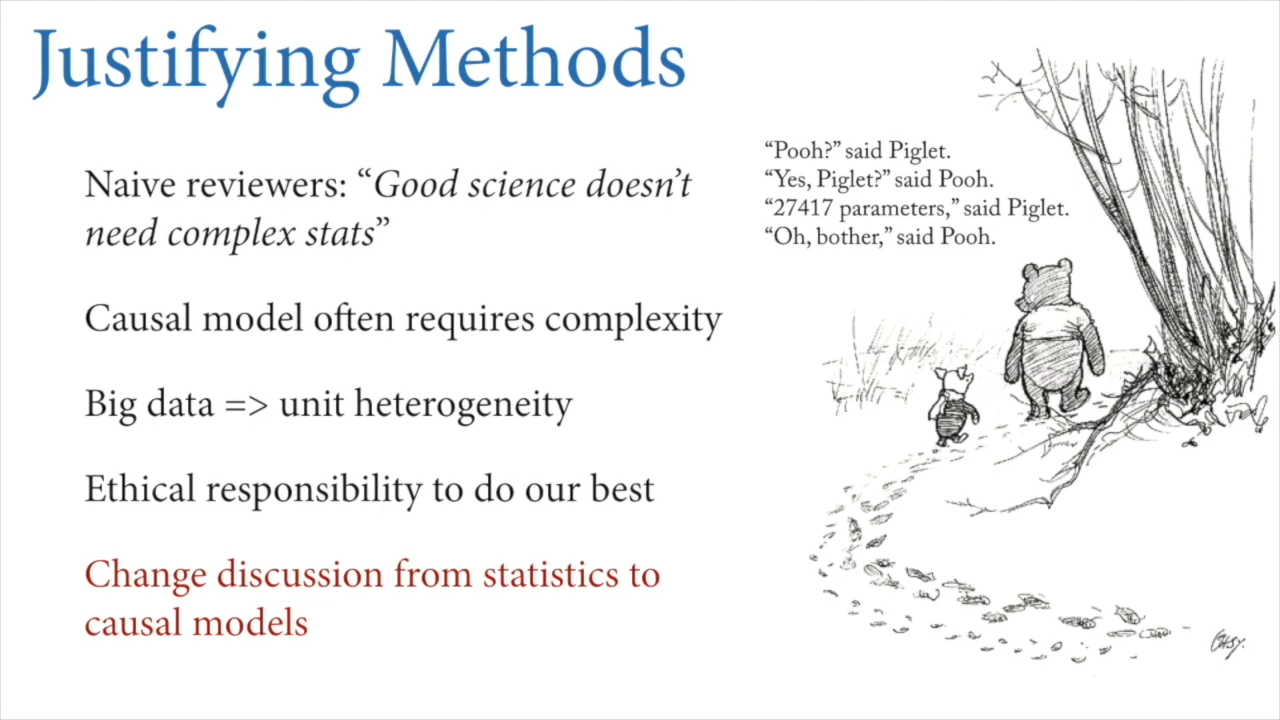 Justifying Methods
Naive reviewers: “Good science doesn’t
need complex stats”
Causal model often requires complexity
Big data => unit heterogeneity
Ethical responsibility to do our best
Change discussion from statistics to
causal models
“Pooh?” said Piglet.
“Yes, Piglet?” said Pooh.
“27417 parameters,” said Piglet.
“Oh, bother,” said Pooh.